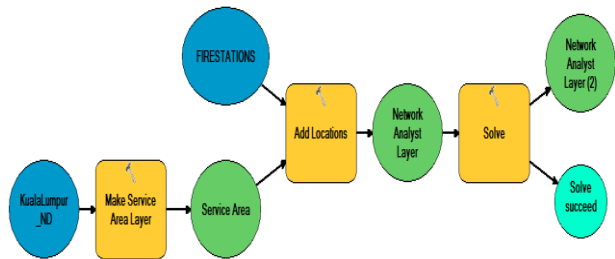 KualaLumpur
_ND
Make Service
Area Layer
Service Area
FIRESTATIONS
Add Locations
Network
Analyst
Layer
Solve
Network
Analyst
Layer (2)
Solve
succeed